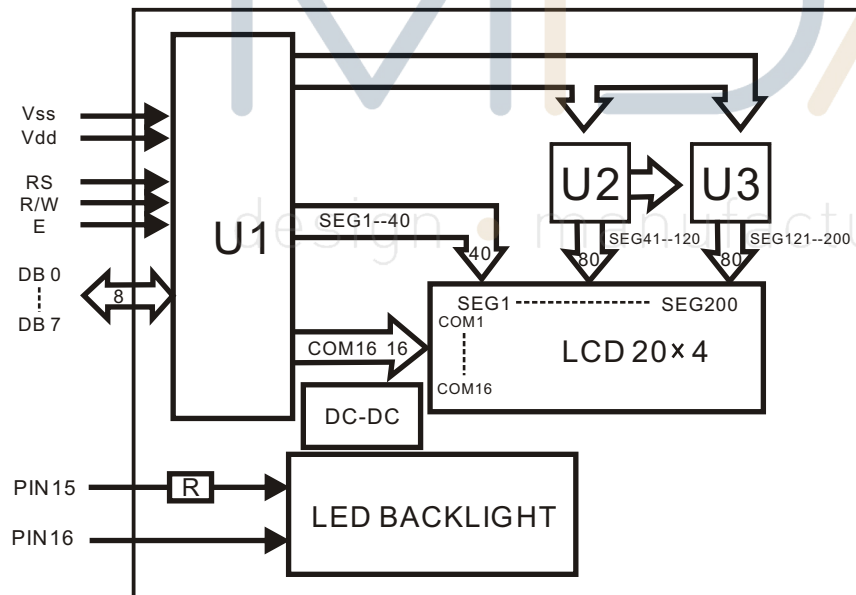 MDA
Vss
Vdd
RS
R/W
E
DB 0
8
DB 7
U1
U2
U3
SEG1--40
40
SEG41--120
80
SEG121--200
80
design • manufactu
SEG1
SEG200
COM1
COM16
LCD 20×4
COM16 16
DC-DC
PIN15
R
PIN16
LED BACKLIGHT